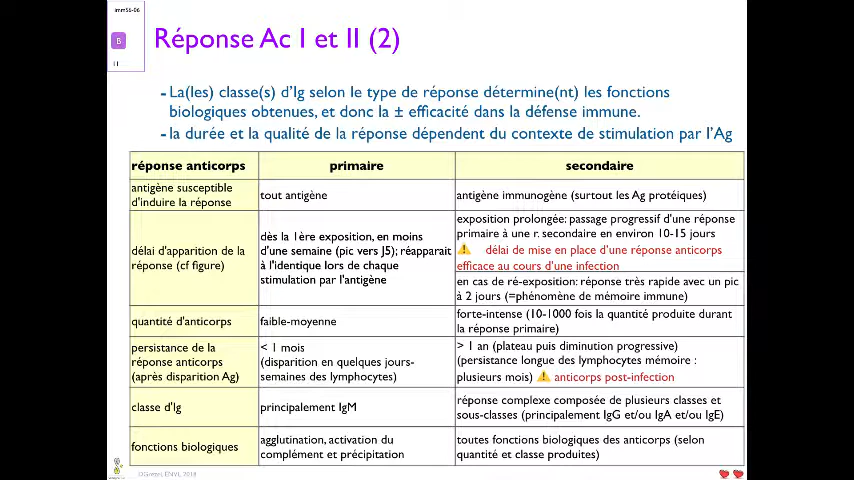 imm56-06
B
11
Réponse Ac I et II (2)
- La(les) classe(s) d'Ig selon le type de réponse détermine(nt) les fonctions
biologiques obtenues, et donc la ± efficacité dans la défense immune.
- la durée et la qualité de la réponse dépendent du contexte de stimulation par l'Ag
réponse anticorps
primaire
secondaire
antigène susceptible
d'induire la réponse
tout antigène
antigène immunogène (surtout les Ag protéiques)
délai d'apparition de la
réponse (cf figure)
dès la 1ère exposition, en moins
d'une semaine (pic vers J5); réapparait
à l'identique lors de chaque
stimulation par l'antigène
exposition prolongée: passage progressif d'une réponse
primaire à une r. secondaire en environ 10-15 jours
⚠ délai de mise en place d'une réponse anticorps
efficace au cours d'une infection
en cas de ré-exposition: réponse très rapide avec un pic
à 2 jours (=phénomène de mémoire immune)
quantité d'anticorps
faible-moyenne
forte-intense (10-1000 fois la quantité produite durant
la réponse primaire)
persistance de la
réponse anticorps
(après disparition Ag)
< 1 mois
(disparition en quelques jours-
semaines des lymphocytes)
> 1 an (plateau puis diminution progressive)
(persistance longue des lymphocytes mémoire :
plusieurs mois) ⚠ anticorps post-infection
classe d'Ig
principalement IgM
réponse complexe composée de plusieurs classes et
sous-classes (principalement IgG et/ou IgA et/ou IgE)
fonctions biologiques
agglutination, activation du
complément et précipitation
toutes fonctions biologiques des anticorps (selon
quantité et classe produites)
ENVL, 2018